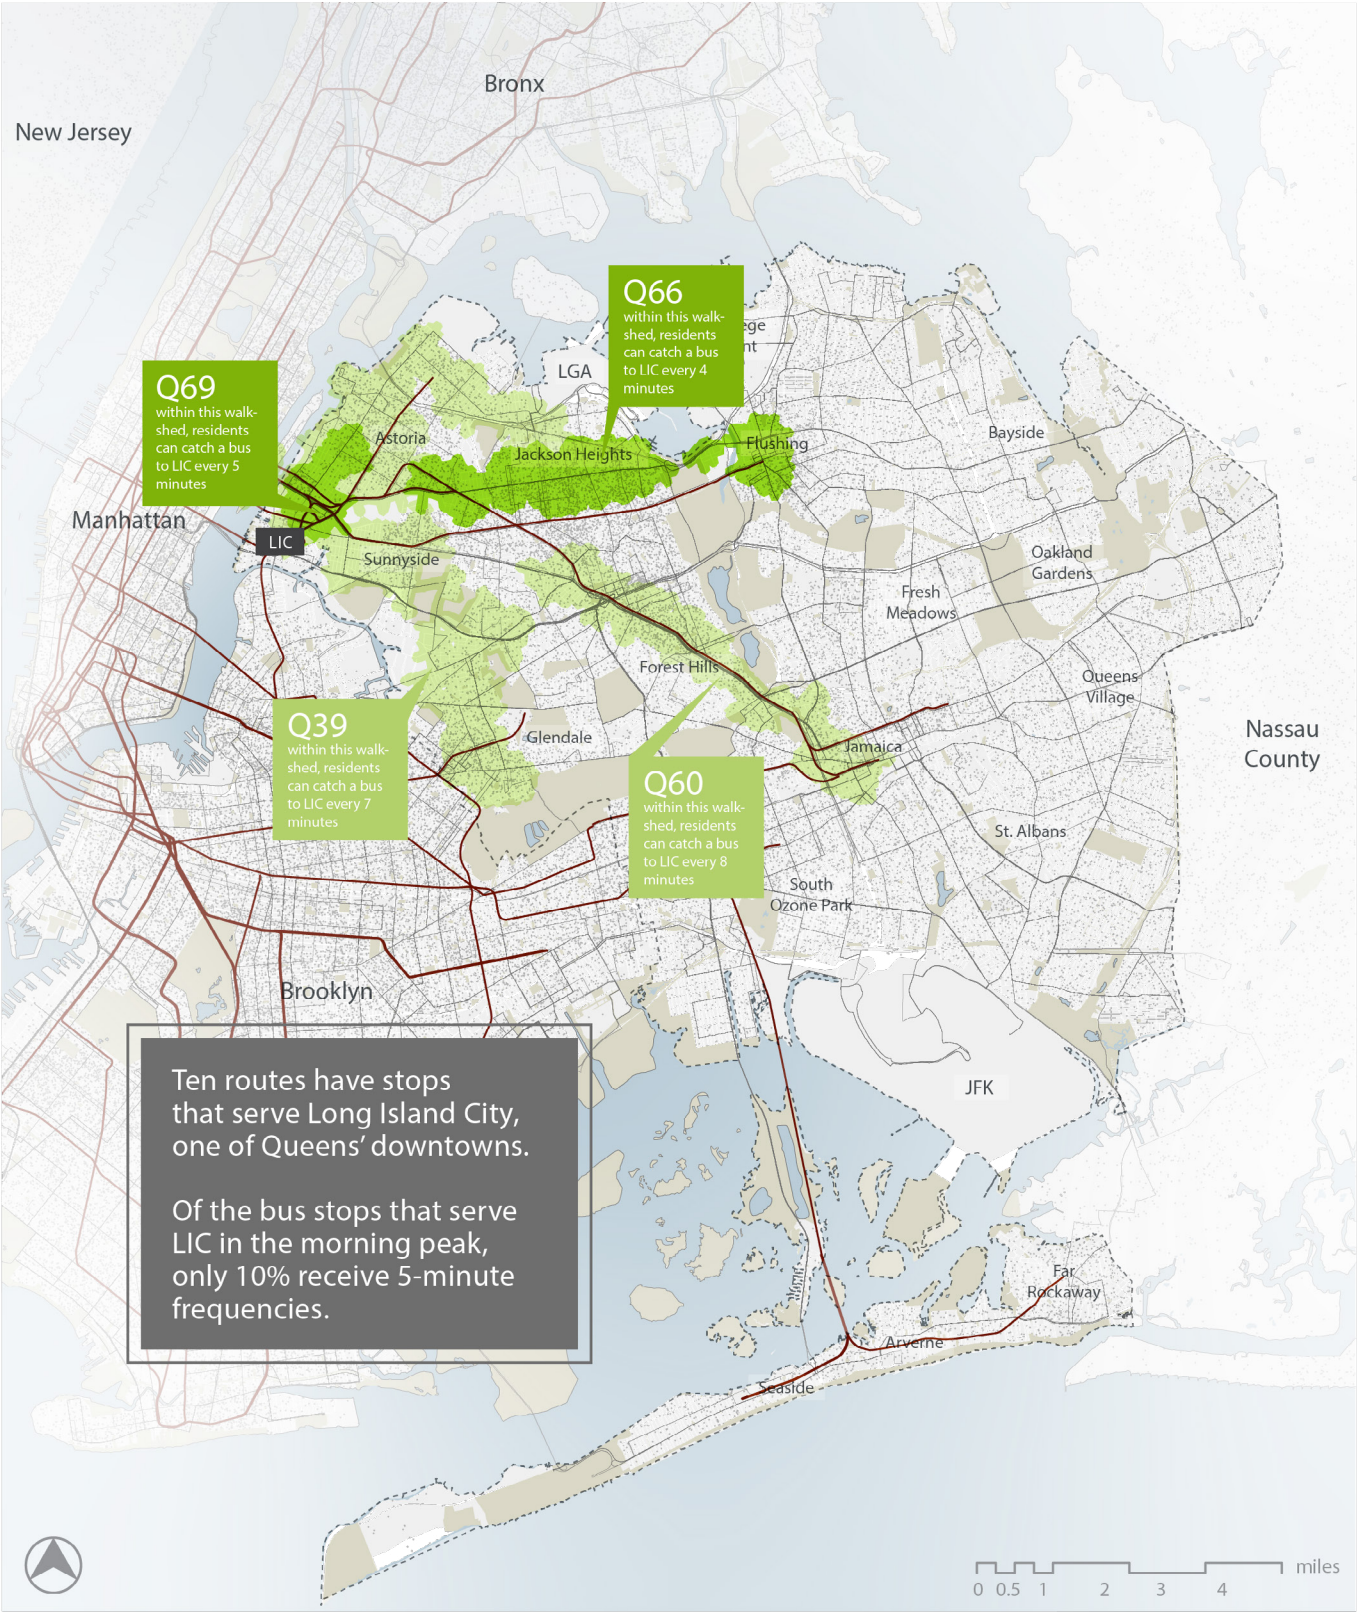 Bronx
New Jersey
Q66
within this walk-
shed, residents
can catch a bus
to LIC every 4
minutes
ege
nt
LGA
Q69
within this walk-
shed, residents
can catch a bus
to LIC every 5
minutes
Astoria
Jackson Heights
Flushing
Bayside
Manhattan
LIC
Sunnyside
Oakland
Gardens
Fresh
Meadows
Forest Hills
Queens
Village
Q39
within this walk-
shed, residents
can catch a bus
to LIC every 7
minutes
Glendale
Jamaica
Nassau
County
Q60
within this walk-
shed, residents
can catch a bus
to LIC every 8
minutes
St. Albans
South
Ozone Park
Brooklyn
Ten routes have stops
that serve Long Island City,
one of Queens’ downtowns.
Of the bus stops that serve
LIC in the morning peak,
only 10% receive 5-minute
frequencies.
JFK
Far
Rockaway
Arverne
Seaside
miles
0 0.5 1 2 3 4